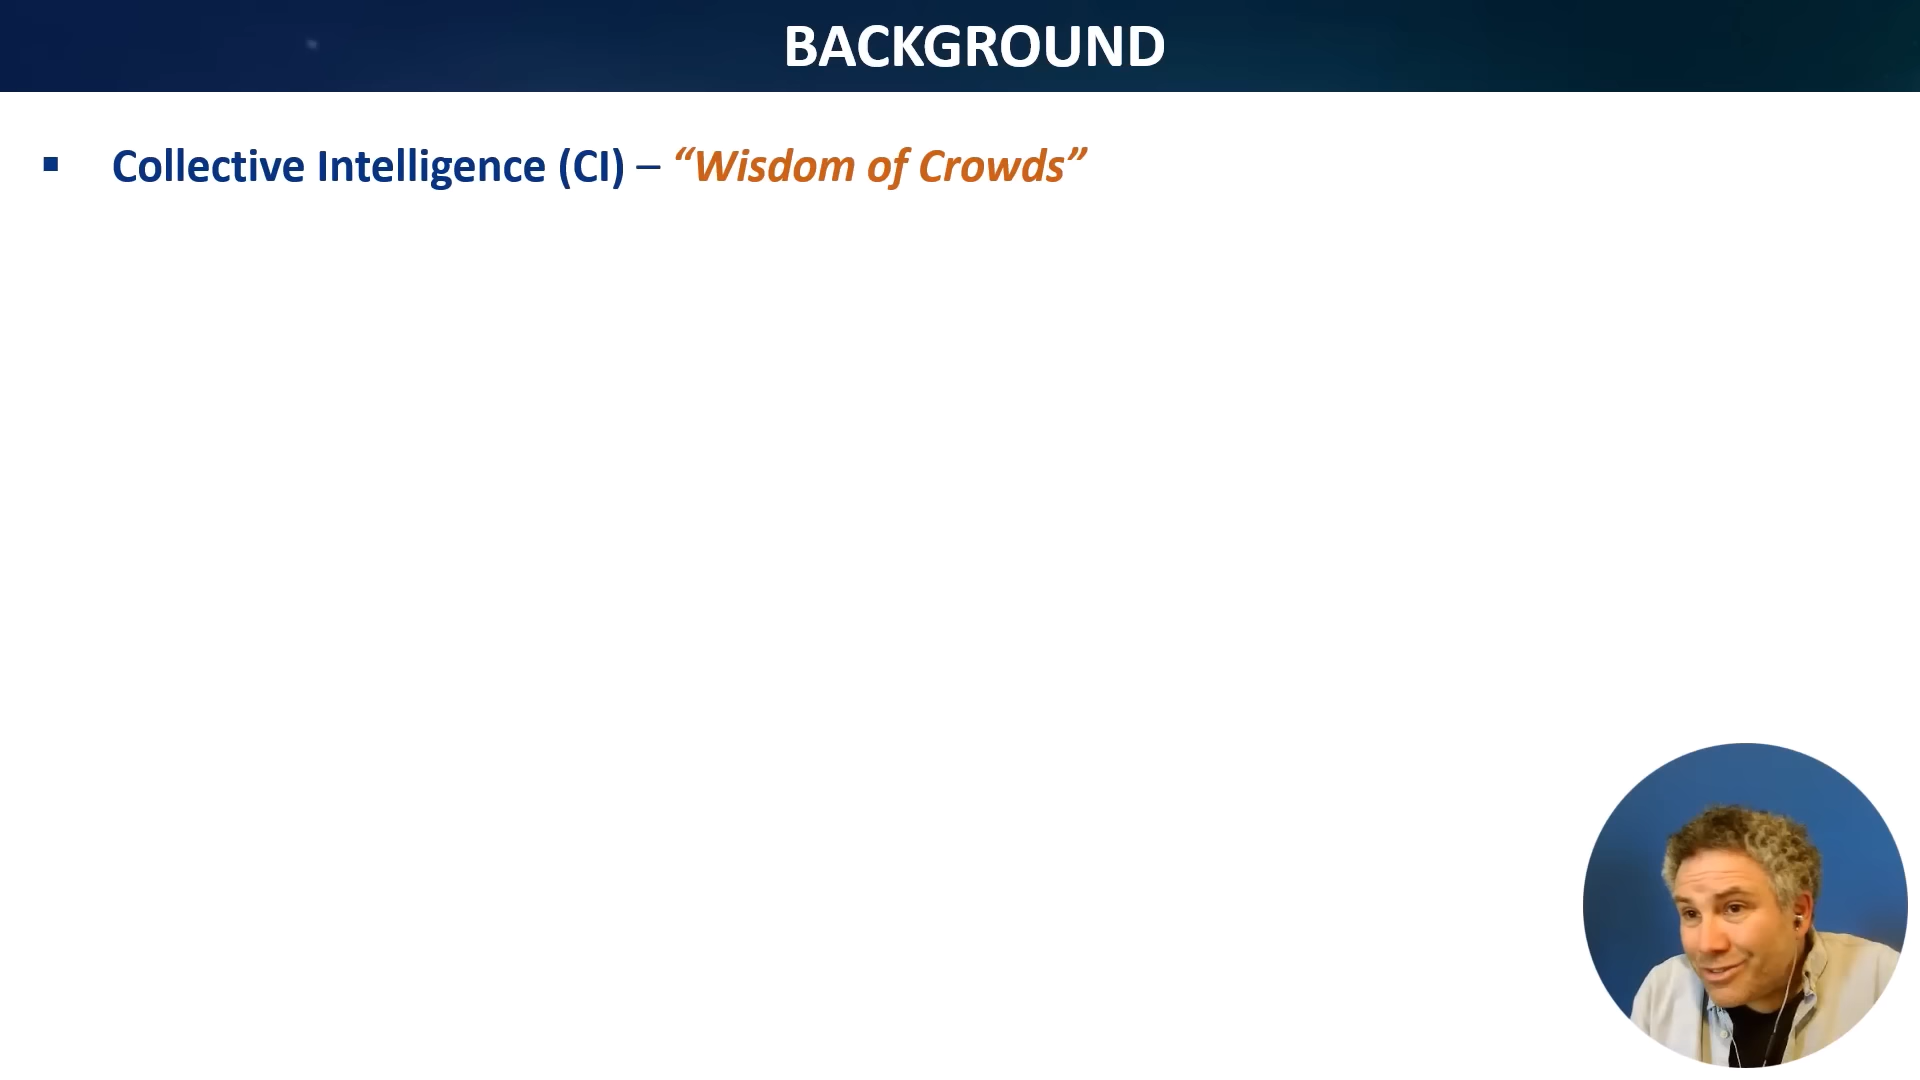 BACKGROUND
▪ Collective Intelligence (CI) – “Wisdom of Crowds”